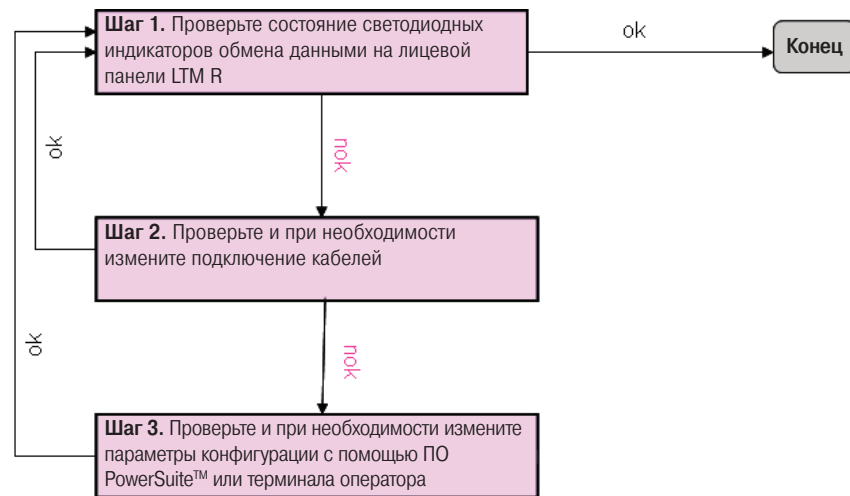 Шаг 1. Проверьте состояние светодиодных
индикаторов обмена данными на лицевой
панели LTM R
ok
Конец
ok
nok
Шаг 2. Проверьте и при необходимости
измените подключение кабелей
ok
nok
Шаг 3. Проверьте и при необходимости измените
параметры конфигурации с помощью ПО
PowerSuite™ или терминала оператора